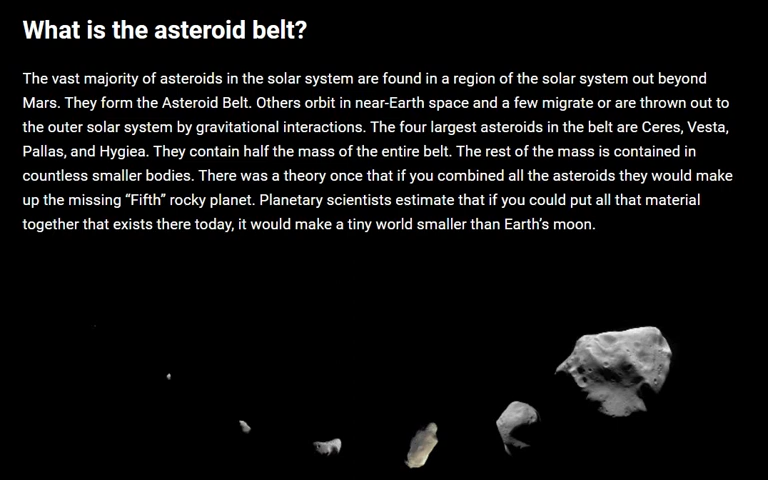 What is the asteroid belt?
The vast majority of asteroids in the solar system are found in a region of the solar system out beyond
Mars. They form the Asteroid Belt. Others orbit in near-Earth space and a few migrate or are thrown out to
the outer solar system by gravitational interactions. The four largest asteroids in the belt are Ceres, Vesta,
Pallas, and Hygiea. They contain half the mass of the entire belt. The rest of the mass is contained in
countless smaller bodies. There was a theory once that if you combined all the asteroids they would make
up the missing “Fifth” rocky planet. Planetary scientists estimate that if you could put all that material
together that exists there today, it would make a tiny world smaller than Earth’s moon.